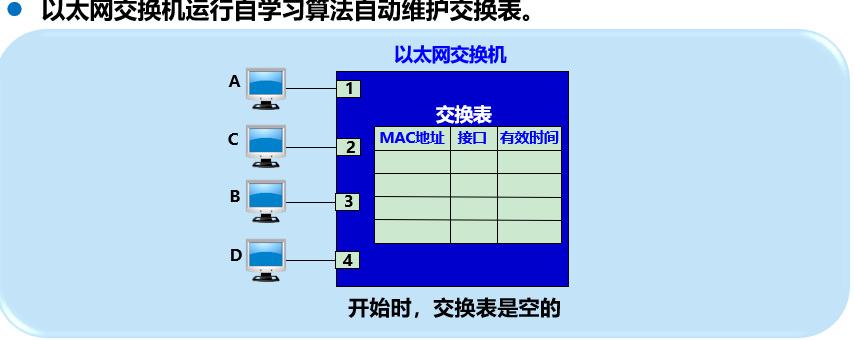 以太网交换机运行自学习算法自动维护交换表。
以太网交换机
A
1
交换表
MAC地址 接口 有效时间
C
2
B
3
D
4
开始时，交换表是空的